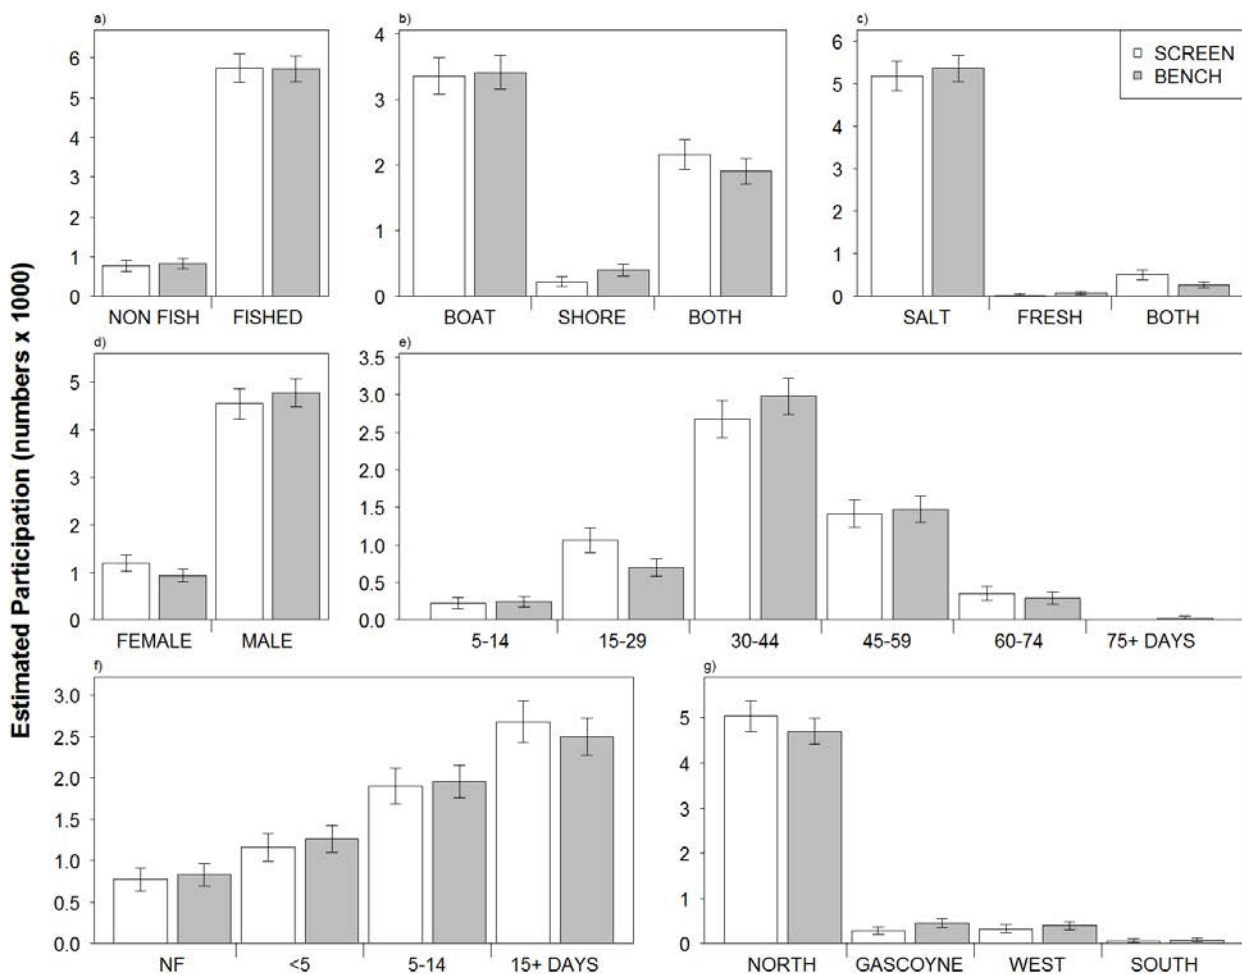 a)
6
5
4
3
2
1
0
NON FISH FISHED
b)
4
3
2
1
0
BOAT SHORE BOTH
c)
6
5
4
3
2
1
0
SALT FRESH BOTH
SCREEN
BENCH
Estimated Participation (numbers x 1000)
d)
5
4
3
2
1
0
FEMALE MALE
e)
3.5
3.0
2.5
2.0
1.5
1.0
0.5
0.0
5-14 15-29 30-44 45-59 60-74 75+ DAYS
f)
3.0
2.5
2.0
1.5
1.0
0.5
0.0
NF <5 5-14 15+ DAYS
g)
5
4
3
2
1
0
NORTH GASCOYNE WEST SOUTH